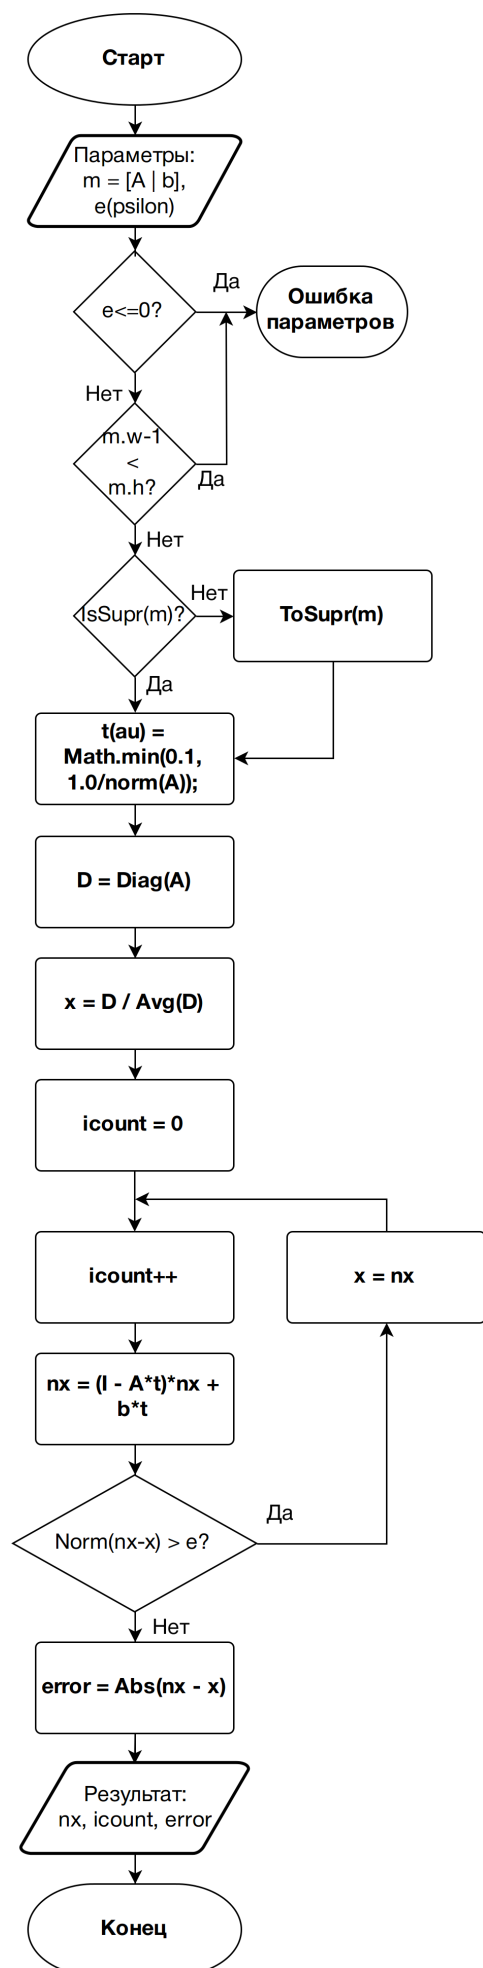 Старт
Параметры:
m = [A | b],
e(psilon)
Да
e<=0?
Ошибка
параметров
Нет
m.w-1
<
m.h?
Да
Нет
IsSupr(m)?
Нет
ToSupr(m)
Да
t(au) =
Math.min(0.1,
1.0/norm(A));
D = Diag(A)
x = D / Avg(D)
icount = 0
icount++
x = nx
nx = (I - A*t)*nx +
b*t
Norm(nx-x) > e?
Да
Нет
error = Abs(nx - x)
Результат:
nx, icount, error
Конец